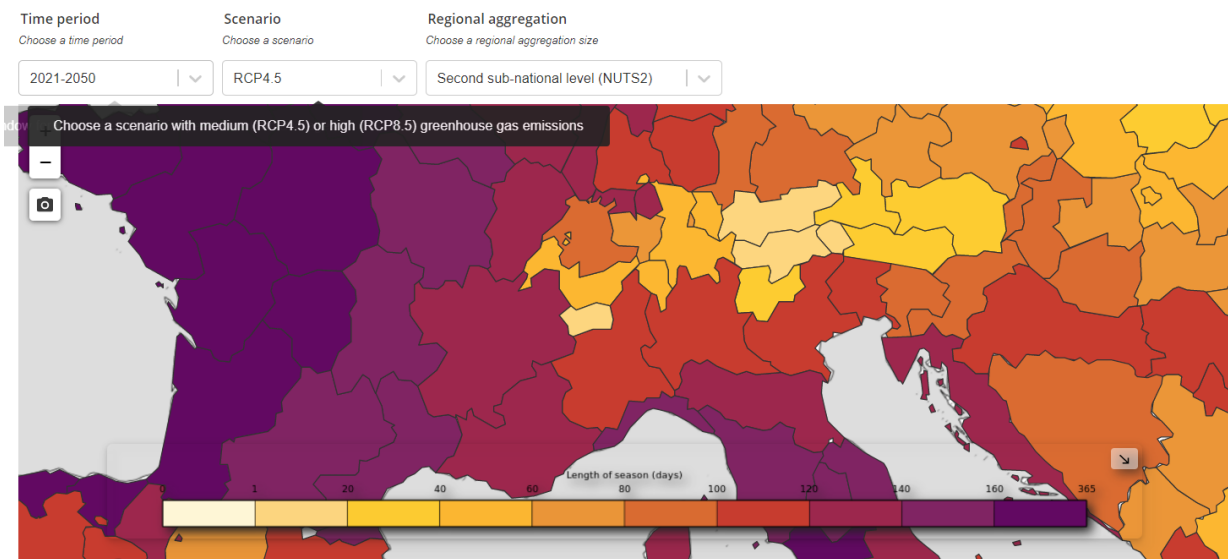 Time period Scenario Regional aggregation
Choose a time period Choose a scenario Choose a regional aggregation size
2021-2050 RCP4.5 Second sub-national level (NUTS2)
Choose a scenario with medium (RCP4.5) or high (RCP8.5) greenhouse gas emissions
+
−
Length of season (days)
0 1 20 40 60 80 100 120 140 160 365